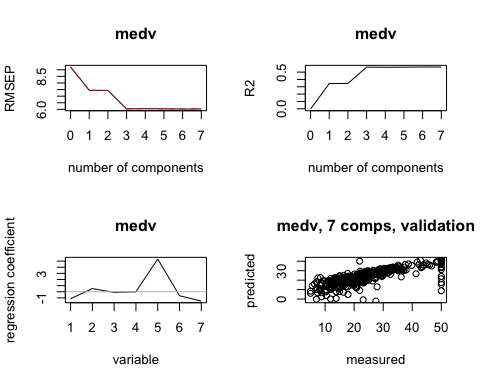 medv
RMSEP
8.5
6.0
0 1 2 3 4 5 6 7
number of components
medv
R2
0.5
0.0
0 1 2 3 4 5 6 7
number of components
medv
regression coefficient
3
-1
1 2 3 4 5 6 7
variable
medv, 7 comps, validation
predicted
30
0
10 20 30 40 50
measured